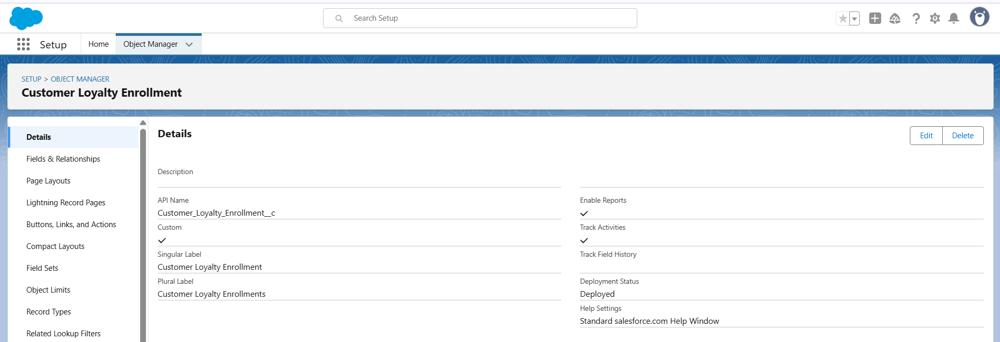 Search Setup
Setup
Home
Object Manager
SETUP > OBJECT MANAGER
Customer Loyalty Enrollment
Details
Fields & Relationships
Page Layouts
Lightning Record Pages
Buttons, Links, and Actions
Compact Layouts
Field Sets
Object Limits
Record Types
Related Lookup Filters
Details
Edit
Delete
Description
API Name
Customer_Loyalty_Enrollment__c
Custom
Singular Label
Customer Loyalty Enrollment
Plural Label
Customer Loyalty Enrollments
Enable Reports
Track Activities
Track Field History
Deployment Status
Deployed
Help Settings
Standard salesforce.com Help Window